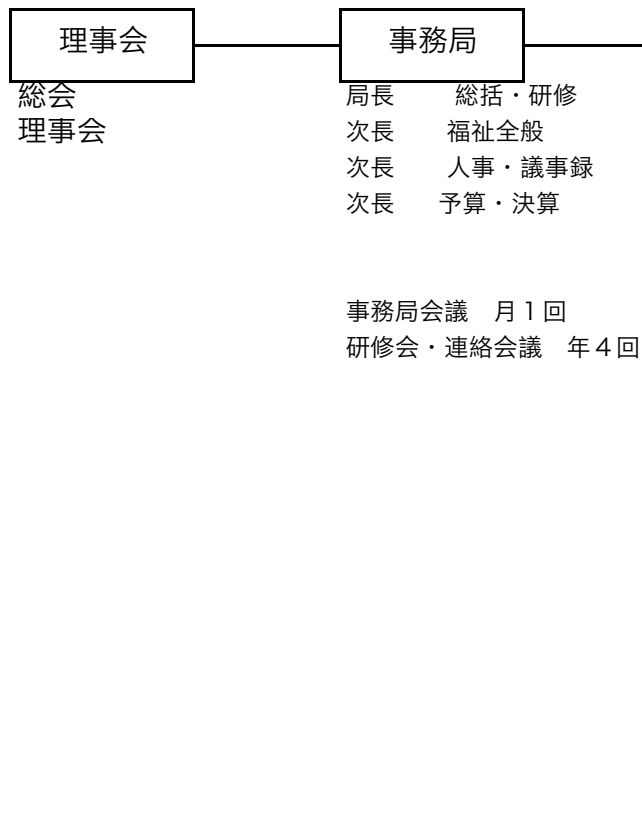 理事会
総会
理事会
事務局
局長　総括・研修
次長　福祉全般
次長　人事・議事録
次長　予算・決算
事務局会議　月１回
研修会・連絡会議　年４回